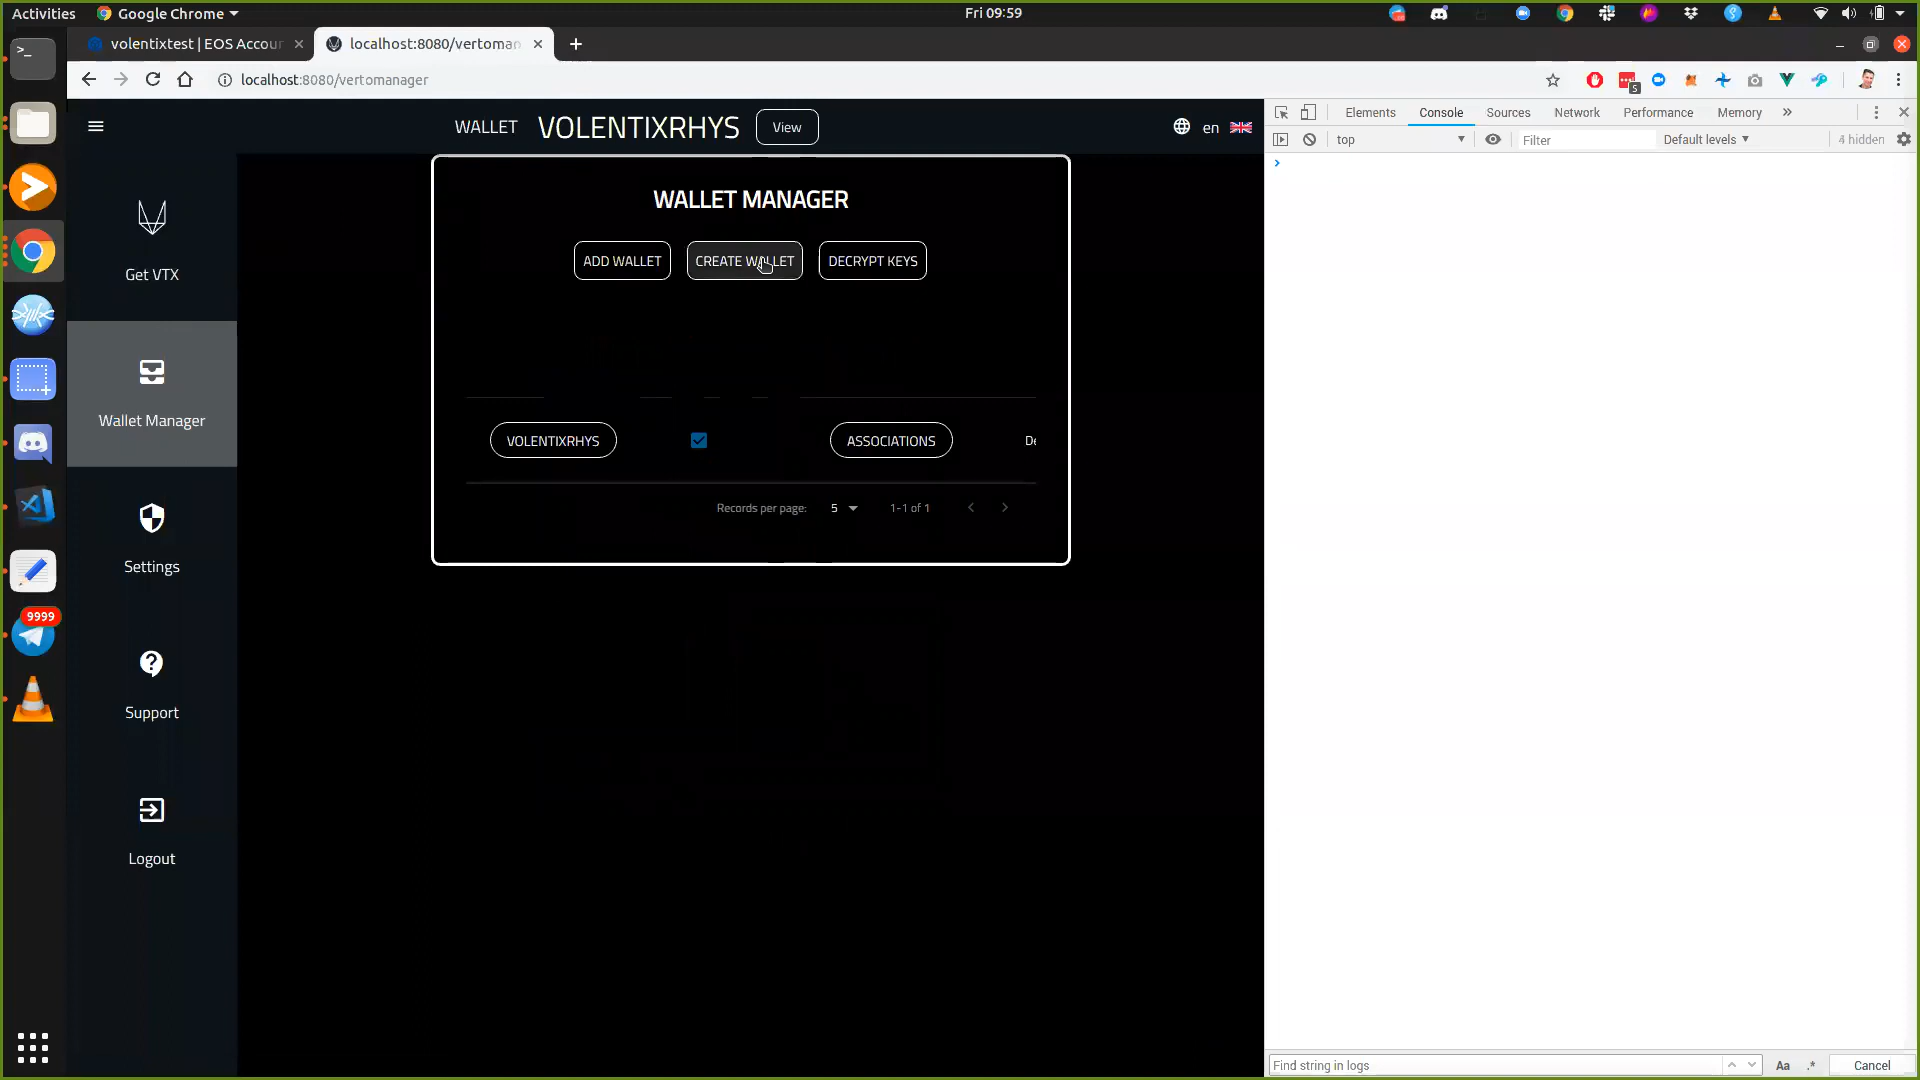 Activities
Google Chrome
Fri 09:59
volentixtest | EOS Accour
localhost:8080/vertoman
localhost:8080/vertomanager
5
WALLET
VOLENTIXRHYS
View
en
Elements
Console
Sources
Network
Performance
Memory
top
Filter
Default levels
4 hidden
WALLET MANAGER
ADD WALLET
CREATE WALLET
DECRYPT KEYS
Get VTX
Wallet Manager
VOLENTIXRHYS
ASSOCIATIONS
De
Records per page:
5
1-1 of 1
Settings
9999
Support
Logout
Find string in logs
Aa
.*
Cancel